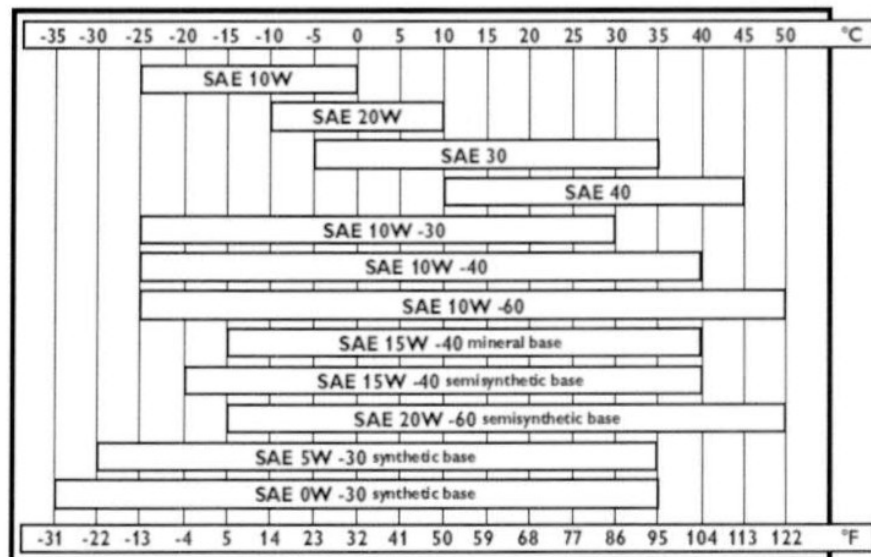 -35 -30 -25 -20 -15 -10 -5 0 5 10 15 20 25 30 35 40 45 50 °C
SAE 10W
SAE 20W
SAE 30
SAE 40
SAE 10W -30
SAE 10W -40
SAE 10W -60
SAE 15W -40 mineral base
SAE 15W -40 semisynthetic base
SAE 20W -60 semisynthetic base
SAE 5W -30 synthetic base
SAE 0W -30 synthetic base
-31 -22 -13 -4 5 14 23 32 41 50 59 68 77 86 95 104 113 122 °F